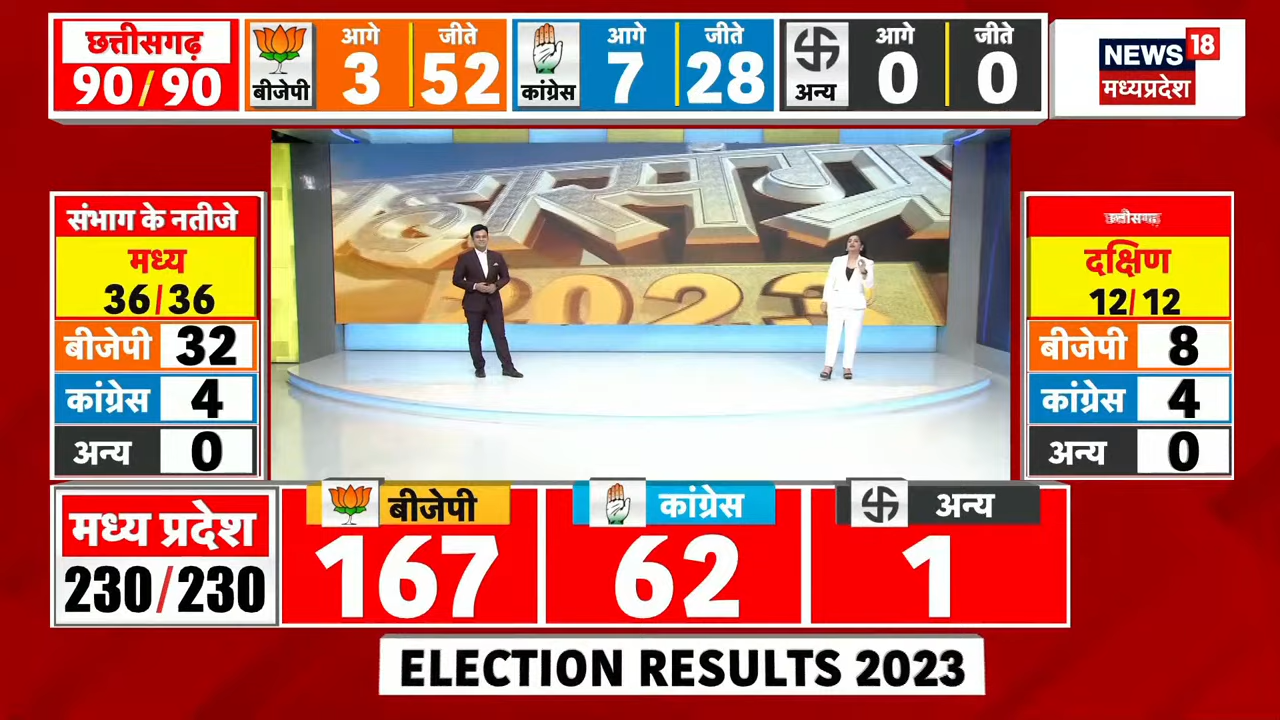 छत्तीसगढ़
90/90
बीजेपी
आगे
3
जीते
52
कांग्रेस
आगे
7
जीते
28
अन्य
आगे
0
जीते
0
NEWS 18
मध्यप्रदेश
संभाग के नतीजे
मध्य
36/36
बीजेपी 32
कांग्रेस 4
अन्य 0
2023
छत्तीसगढ़
दक्षिण
12/12
बीजेपी 8
कांग्रेस 4
अन्य 0
मध्य प्रदेश
230/230
बीजेपी
167
कांग्रेस
62
अन्य
1
ELECTION RESULTS 2023